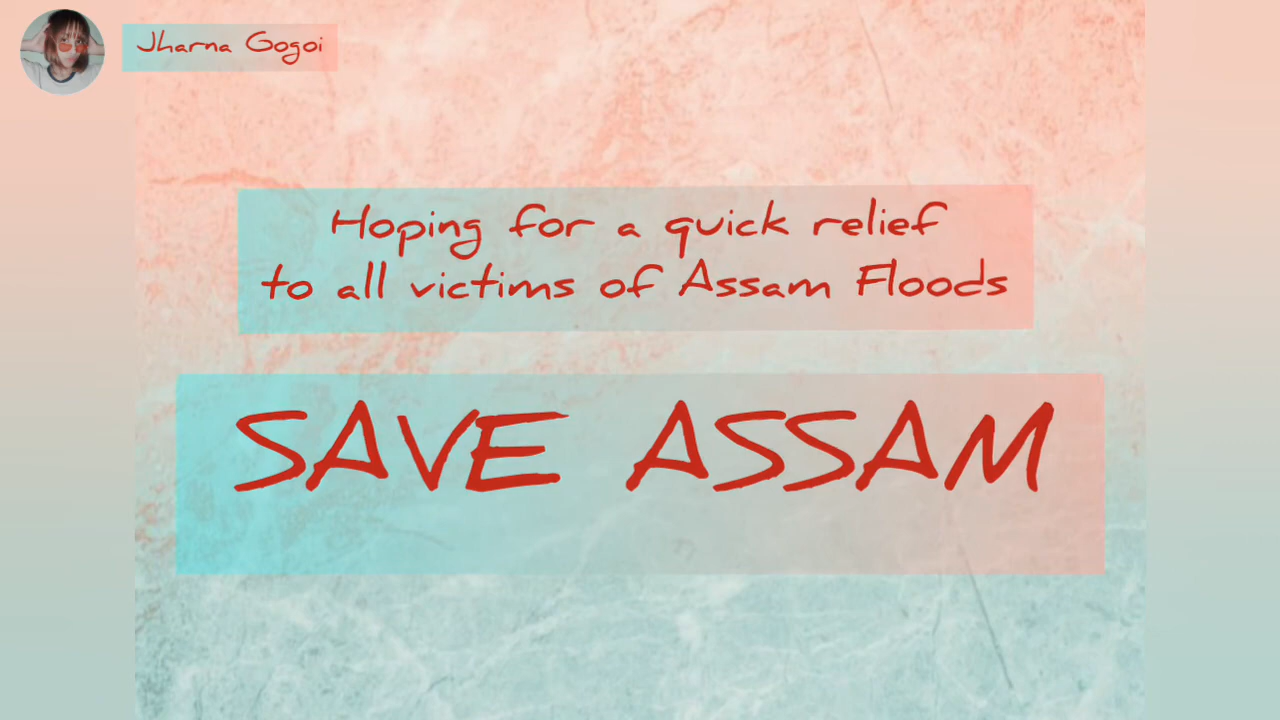 Jharna Gogoi
Hoping for a quick relief
to all victims of Assam Floods
SAVE ASSAM